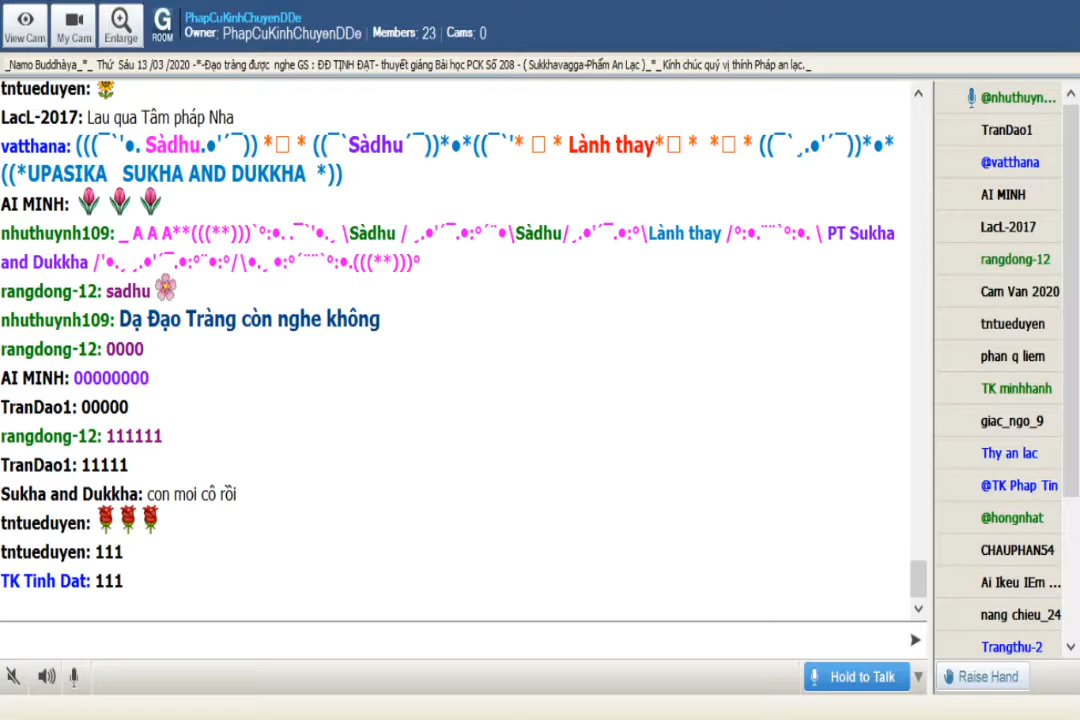 PhapCuKinhChuyenDDe
View Cam My Cam Enlarge G ROOM Owner: PhapCuKinhChuyenDDe Members: 23 Cams: 0
_Namo Buddhàya_*_ Thứ Sáu 13 /03 /2020 -*-Đạo tràng được nghe GS : ĐĐ TỊNH ĐẠT- thuyết giảng Bài học PCK Số 208 - ( Sukkhavagga-Phẩm An Lạc )_*_Kính chúc quý vị thính Pháp an lạc._
tntueduyen:
LacL-2017: Lau qua Tâm pháp Nha
vatthana: (((¯`'•. Sàdhu.•'´¯)) *□ * ((¯`Sàdhu´¯))*•*((¯`'* □ * Lành thay*□ * *□ * ((¯`¸.•'´¯))*•*
((*UPASIKA SUKHA AND DUKKHA *))
AI MINH:
nhuthuynh109: _ A A A**(((**)))`°:•. .¯`'•.¸ \Sàdhu / ¸.•'´¯.•:°´¨•\Sàdhu/¸.•'´¯.•:°\Lành thay /°:•.¨¨`°:•. \ PT Sukha
and Dukkha /'•.¸ ¸.•'´¯.•:°¨•:°/\•.¸ •:°´¨¨`°:•.(((**)))°
rangdong-12: sadhu
nhuthuynh109: Dạ Đạo Tràng còn nghe không
rangdong-12: 0000
AI MINH: 00000000
TranDao1: 00000
rangdong-12: 111111
TranDao1: 11111
Sukha and Dukkha: con moi cô rồi
tntueduyen:
tntueduyen: 111
TK Tinh Dat: 111
@nhuthuyn...
TranDao1
@vatthana
AI MINH
LacL-2017
rangdong-12
Cam Van 2020
tntueduyen
phan q liem
TK minhhanh
giac_ngo_9
Thy an lac
@TK Phap Tin
@hongnhat
CHAUPHAN54
Ai Ikeu IEm ...
nang chieu_24
Trangthu-2
Hold to Talk
Raise Hand